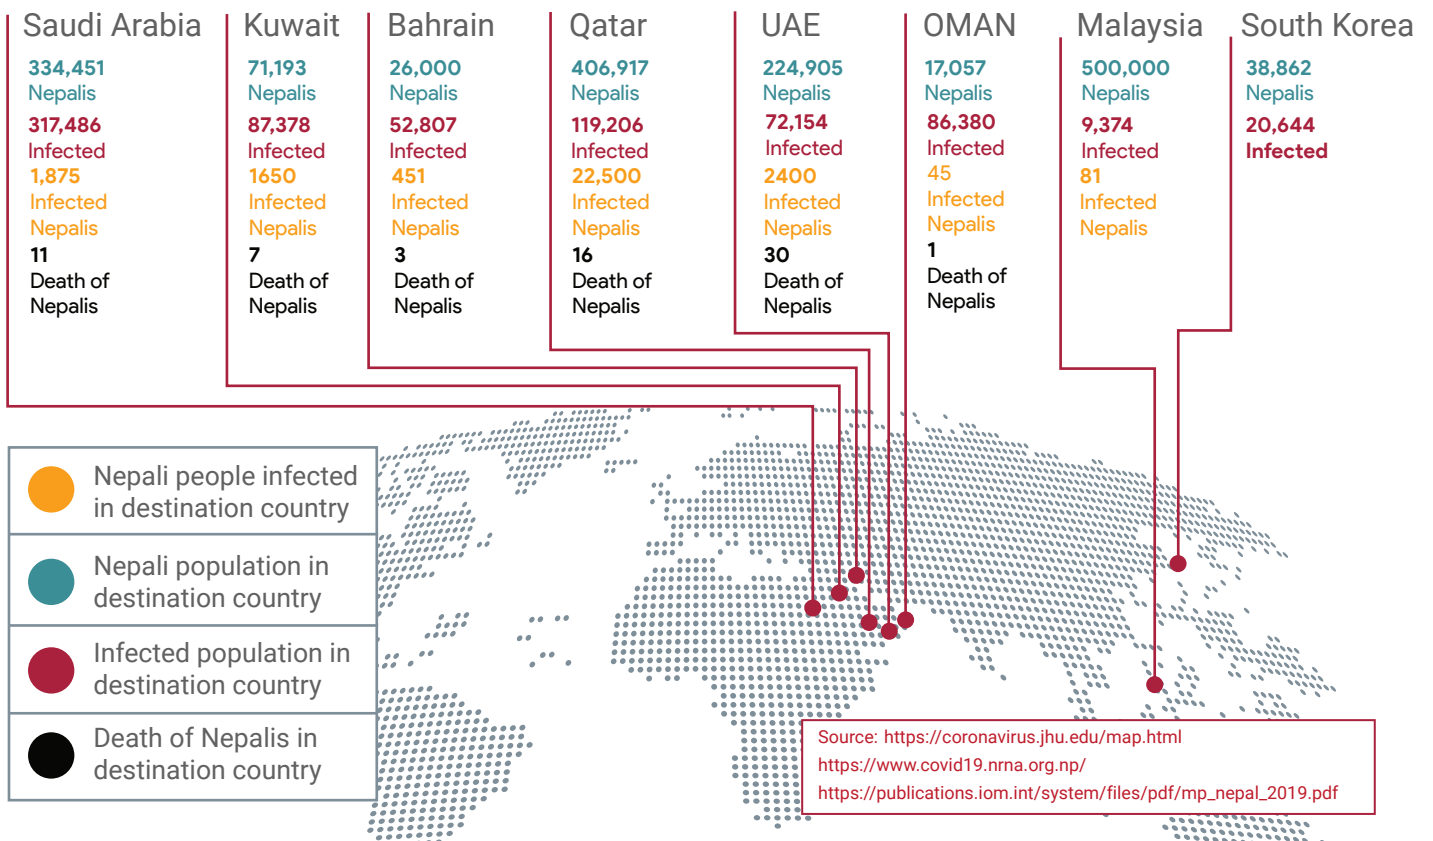 Saudi Arabia
334,451
Nepalis
317,486
Infected
1,875
Infected
Nepalis
11
Death of
Nepalis
Kuwait
71,193
Nepalis
87,378
Infected
1650
Infected
Nepalis
7
Death of
Nepalis
Bahrain
26,000
Nepalis
52,807
Infected
451
Infected
Nepalis
3
Death of
Nepalis
Qatar
406,917
Nepalis
119,206
Infected
22,500
Infected
Nepalis
16
Death of
Nepalis
UAE
224,905
Nepalis
72,154
Infected
2400
Infected
Nepalis
30
Death of
Nepalis
OMAN
17,057
Nepalis
86,380
Infected
45
Infected
Nepalis
1
Death of
Nepalis
Malaysia
500,000
Nepalis
9,374
Infected
81
Infected
Nepalis
South Korea
38,862
Nepalis
20,644
Infected
Nepali people infected
in destination country
Nepali population in
destination country
Infected population in
destination country
Death of Nepalis in
destination country
Source: https://coronavirus.jhu.edu/map.html
https://www.covid19.nrna.org.np/
https://publications.iom.int/system/files/pdf/mp_nepal_2019.pdf